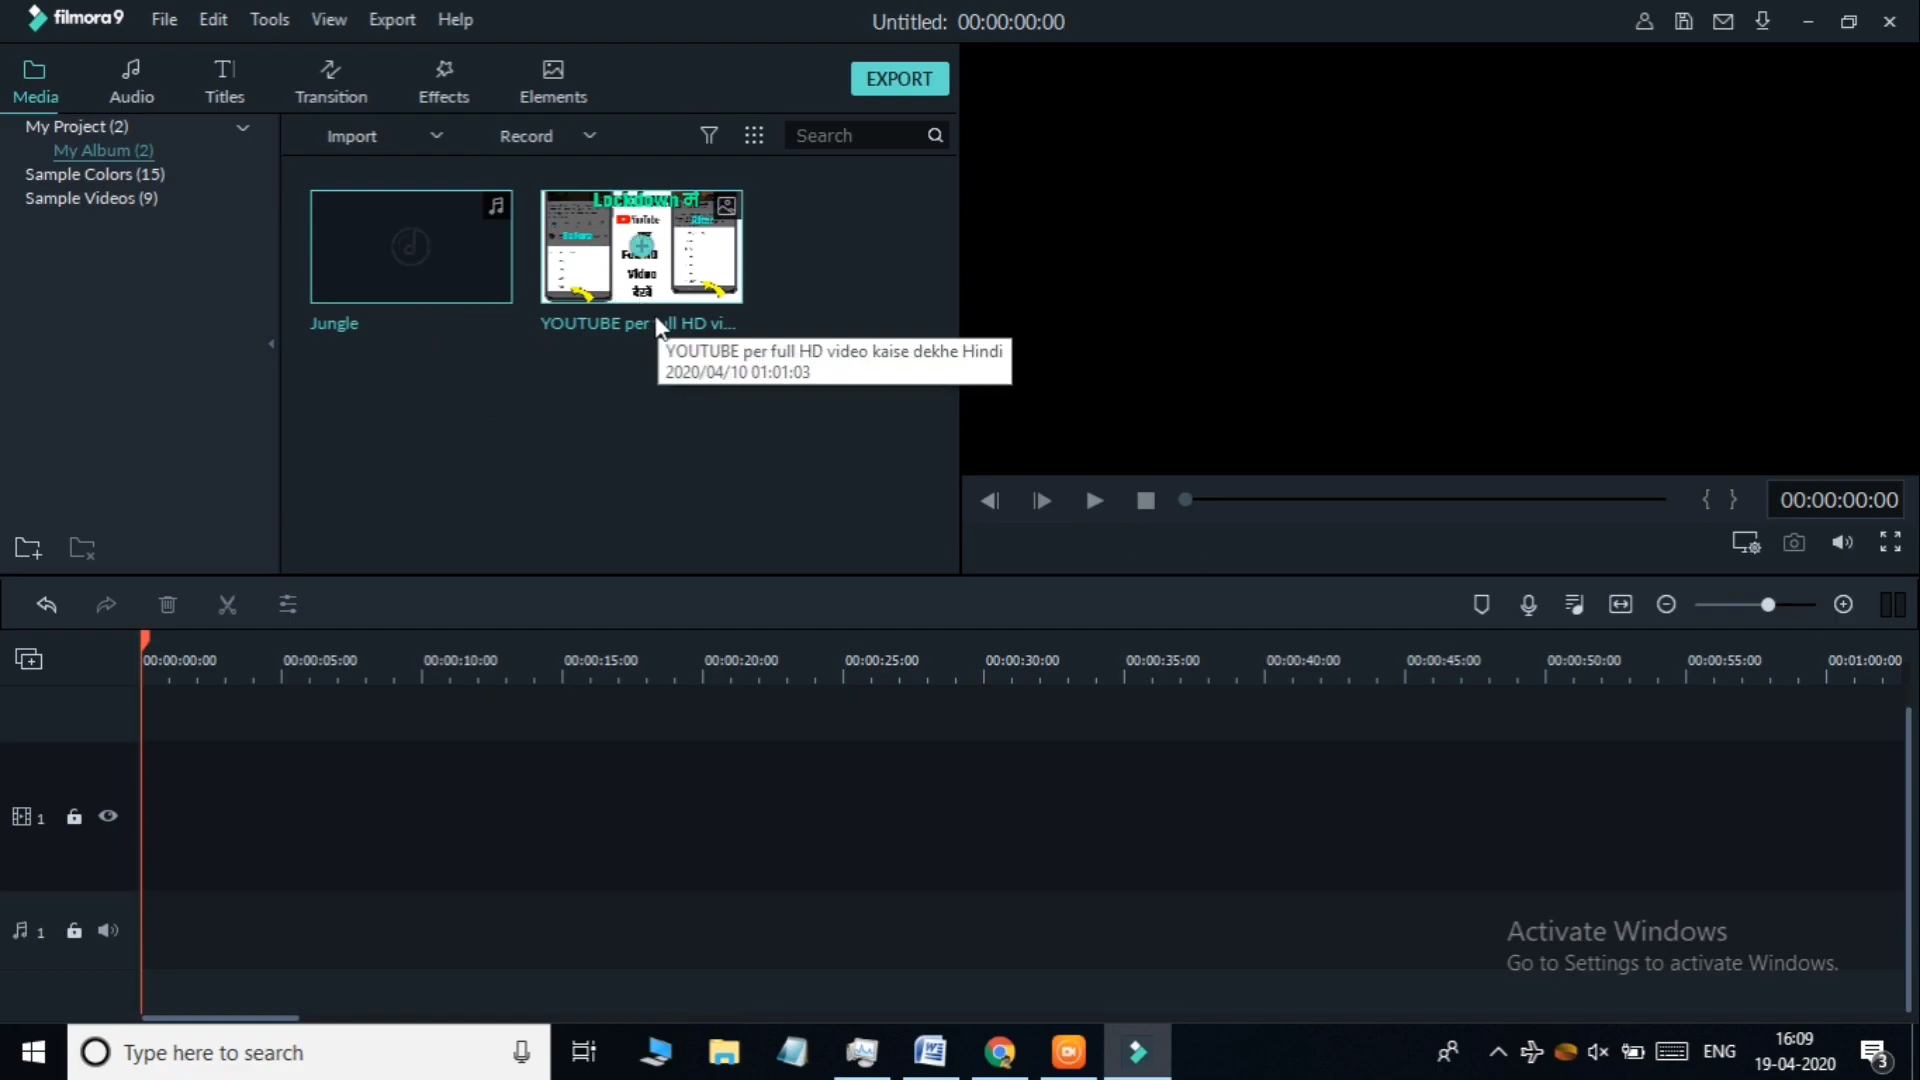 filmora9 File Edit Tools View Export Help Untitled: 00:00:00:00
Media Audio Titles Transition Effects Elements EXPORT
My Project (2)
My Album (2)
Sample Colors (15)
Sample Videos (9)
Import Record Search
Lockdown में
YouTube
Full HD
Video
देखें
Jungle
YOUTUBE per full HD vi...
YOUTUBE per full HD video kaise dekhe Hindi
2020/04/10 01:01:03
{ } 00:00:00:00
00:00:00:00 00:00:05:00 00:00:10:00 00:00:15:00 00:00:20:00 00:00:25:00 00:00:30:00 00:00:35:00 00:00:40:00 00:00:45:00 00:00:50:00 00:00:55:00 00:01:00:00
1
1
Activate Windows
Go to Settings to activate Windows.
Type here to search
ENG
16:09
19-04-2020
3